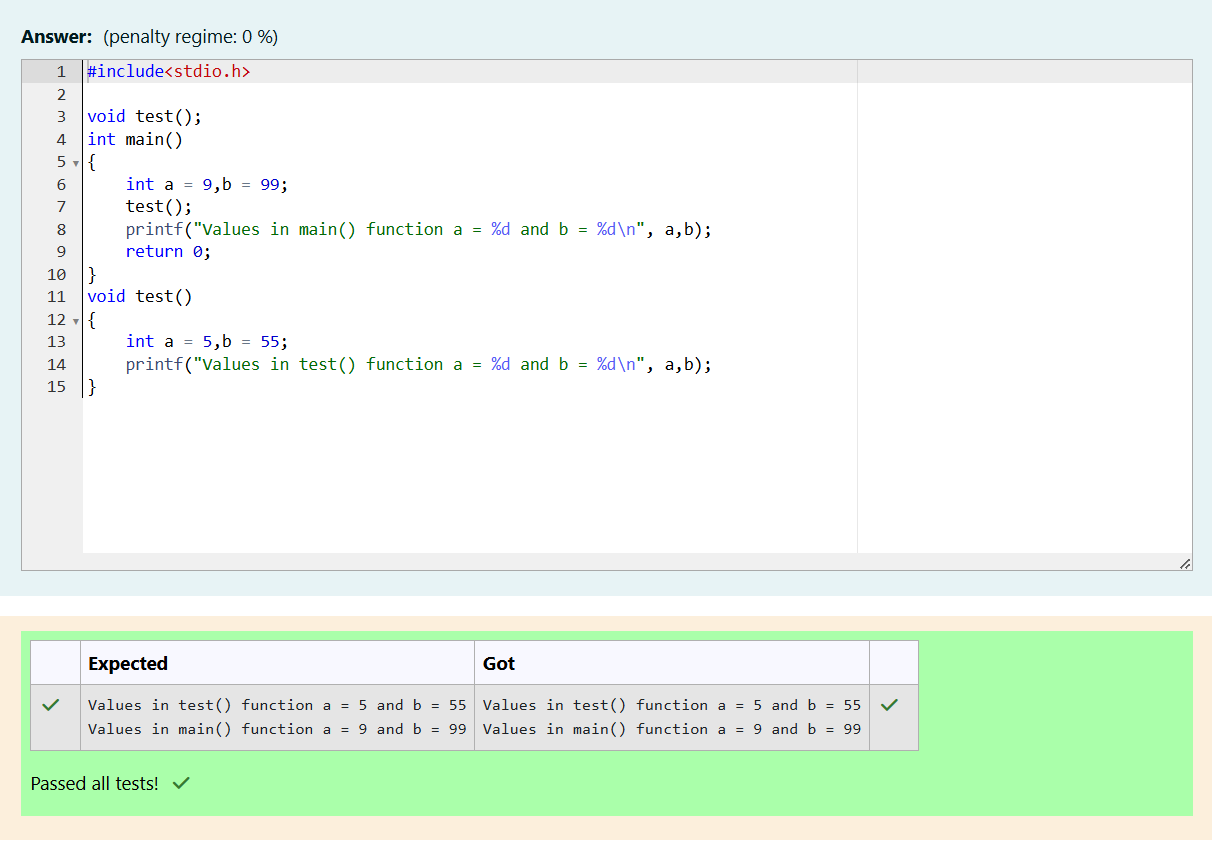 Answer: (penalty regime: 0 %)
1 #include<stdio.h>
2
3 void test();
4 int main()
5 {
6     int a = 9,b = 99;
7     test();
8     printf("Values in main() function a = %d and b = %d\n", a,b);
9     return 0;
10 }
11 void test()
12 {
13     int a = 5,b = 55;
14     printf("Values in test() function a = %d and b = %d\n", a,b);
15 }
Expected Got
Values in test() function a = 5 and b = 55 Values in test() function a = 5 and b = 55
Values in main() function a = 9 and b = 99 Values in main() function a = 9 and b = 99
Passed all tests!